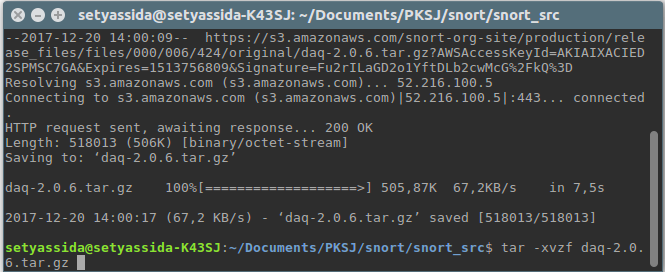 setyassida@setyassida-K43SJ: ~/Documents/PKSJ/snort/snort_src
--2017-12-20 14:00:09--  https://s3.amazonaws.com/snort-org-site/production/rele
ase_files/files/000/006/424/original/daq-2.0.6.tar.gz?AWSAccessKeyId=AKIAIXACIED
2SPMSC7GA&Expires=1513756809&Signature=Fu2rILaGD2o1YftDLb2cwMcG%2FkQ%3D
Resolving s3.amazonaws.com (s3.amazonaws.com)... 52.216.100.5
Connecting to s3.amazonaws.com (s3.amazonaws.com)|52.216.100.5|:443... connected
.
HTTP request sent, awaiting response... 200 OK
Length: 518013 (506K) [binary/octet-stream]
Saving to: ‘daq-2.0.6.tar.gz’
daq-2.0.6.tar.gz    100%[===================>] 505,87K  67,2KB/s    in 7,5s
2017-12-20 14:00:17 (67,2 KB/s) - ‘daq-2.0.6.tar.gz’ saved [518013/518013]
setyassida@setyassida-K43SJ:~/Documents/PKSJ/snort/snort_src$ tar -xvzf daq-2.0.
6.tar.gz